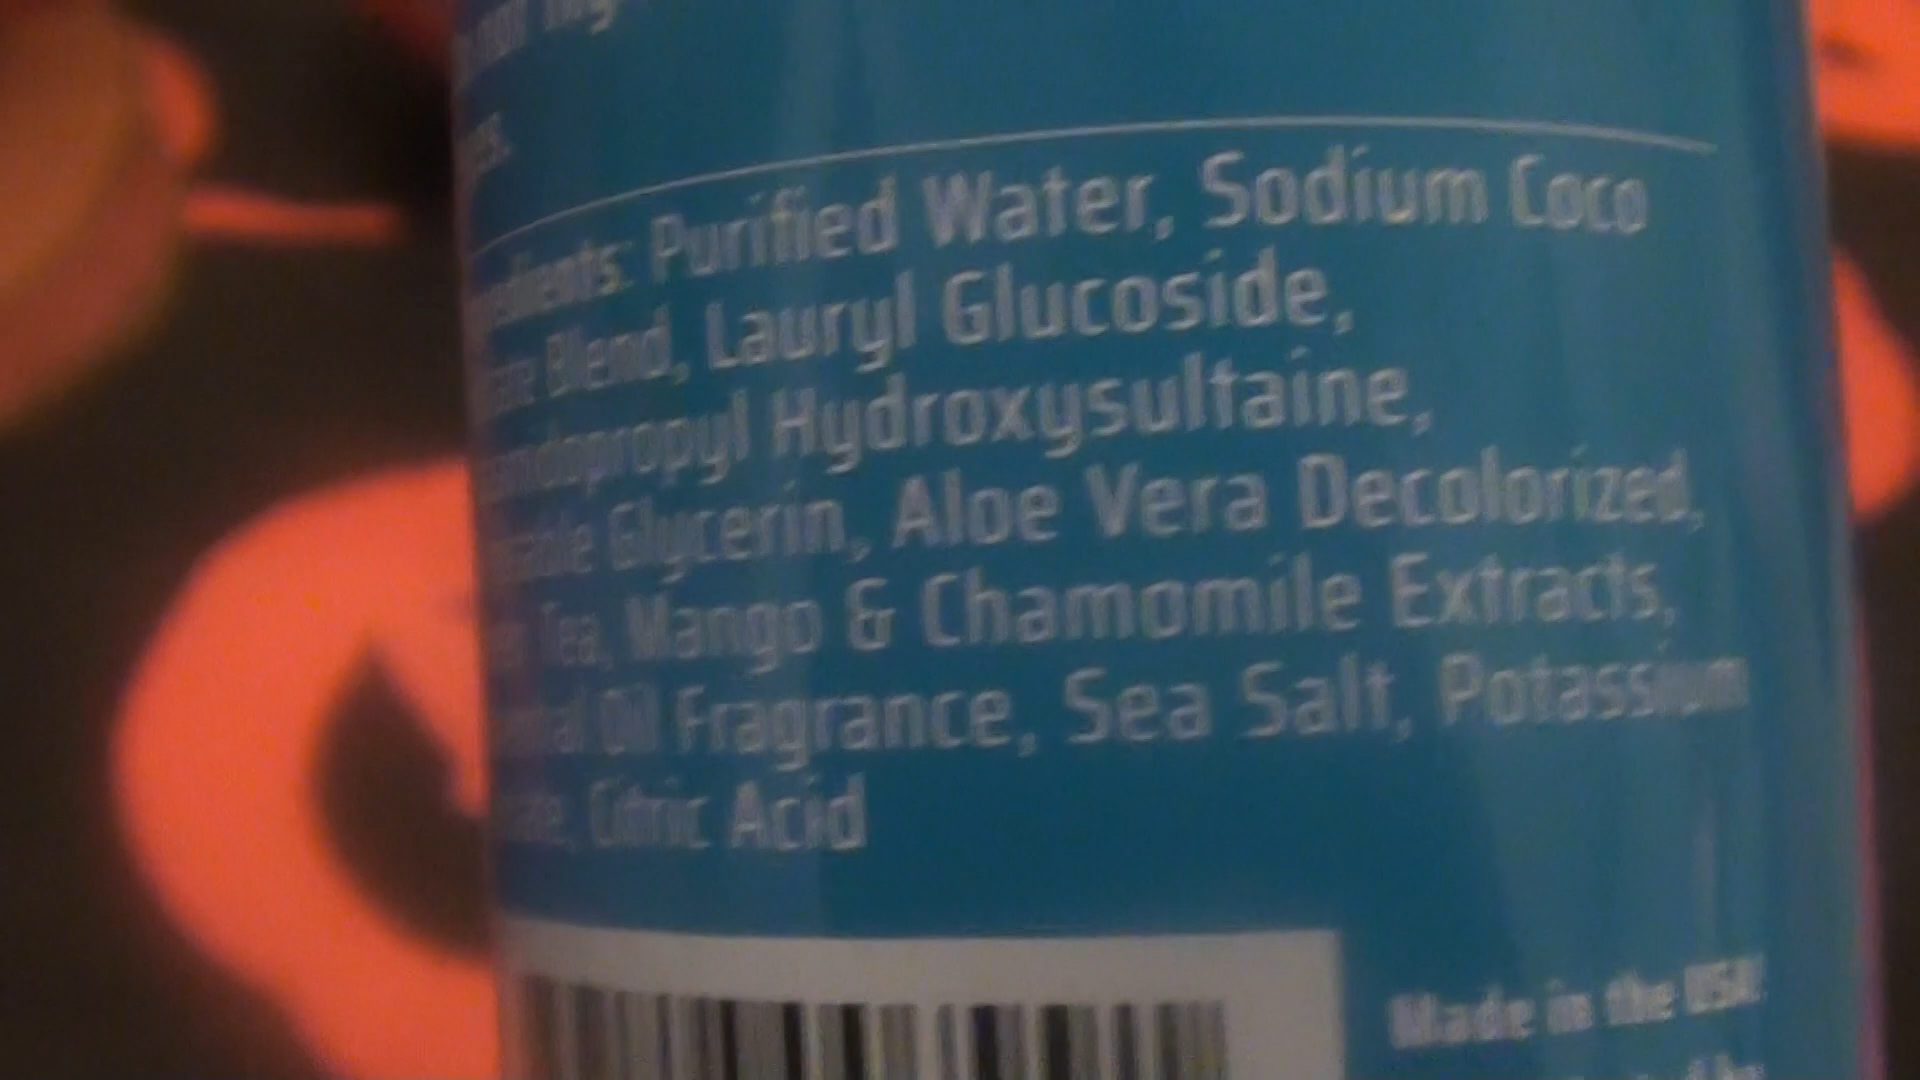 Purified Water, Sodium Coco
Blend, Lauryl Glucoside,
Hydroxysultaine,
Glycerin, Aloe Vera Decolorized,
Tea, Mango & Chamomile Extracts,
Oil Fragrance, Sea Salt, Potassium
Citric Acid
Made in the USA!